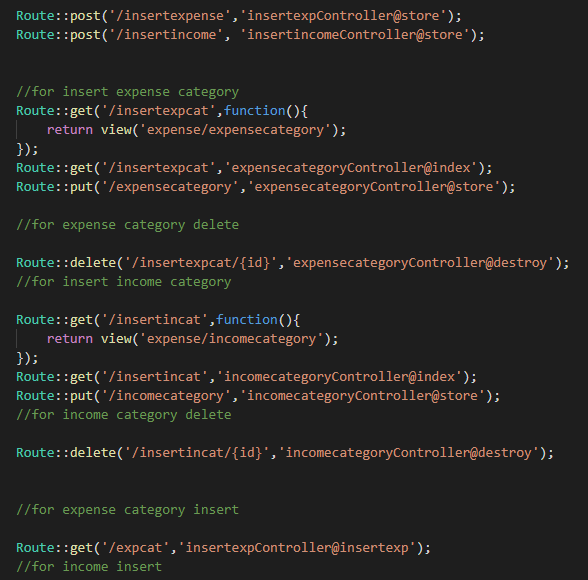 Route::post('/insertexpense','insertexpController@store');
Route::post('/insertincome', 'insertincomeController@store');
//for insert expense category
Route::get('/insertexpcat',function(){
return view('expense/expensecategory');
});
Route::get('/insertexpcat','expensecategoryController@index');
Route::put('/expensecategory','expensecategoryController@store');
//for expense category delete
Route::delete('/insertexpcat/{id}','expensecategoryController@destroy');
//for insert income category
Route::get('/insertincat',function(){
return view('expense/incomecategory');
});
Route::get('/insertincat','incomecategoryController@index');
Route::put('/incomecategory','incomecategoryController@store');
//for income category delete
Route::delete('/insertincat/{id}','incomecategoryController@destroy');
//for expense category insert
Route::get('/expcat','insertexpController@insertexp');
//for income insert